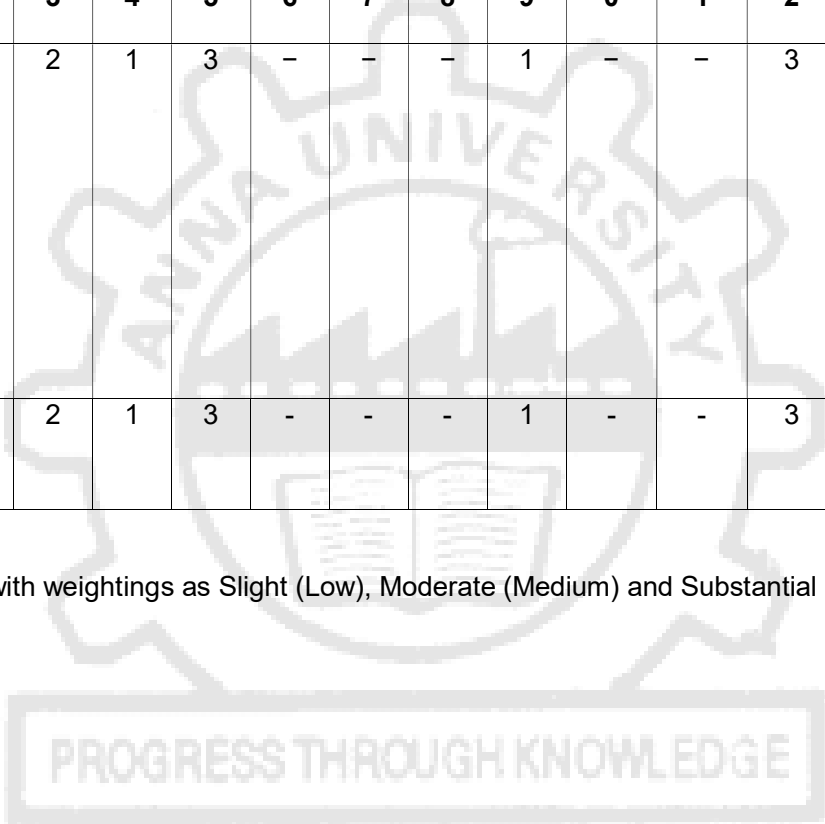 3 4 5 6 7 8 9 0 1 2
2 1 3 – – – 1 – – 3
ANNA UNIVERSITY
2 1 3 - - - 1 - - 3
with weightings as Slight (Low), Moderate (Medium) and Substantial
PROGRESS THROUGH KNOWLEDGE